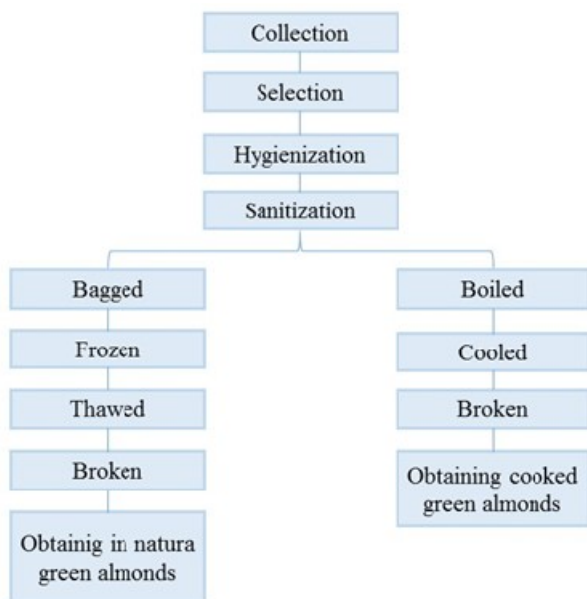 Collection
Selection
Hygienization
Sanitization
Bagged
Frozen
Thawed
Broken
Obtainig in natura
green almonds
Boiled
Cooled
Broken
Obtaining cooked
green almonds